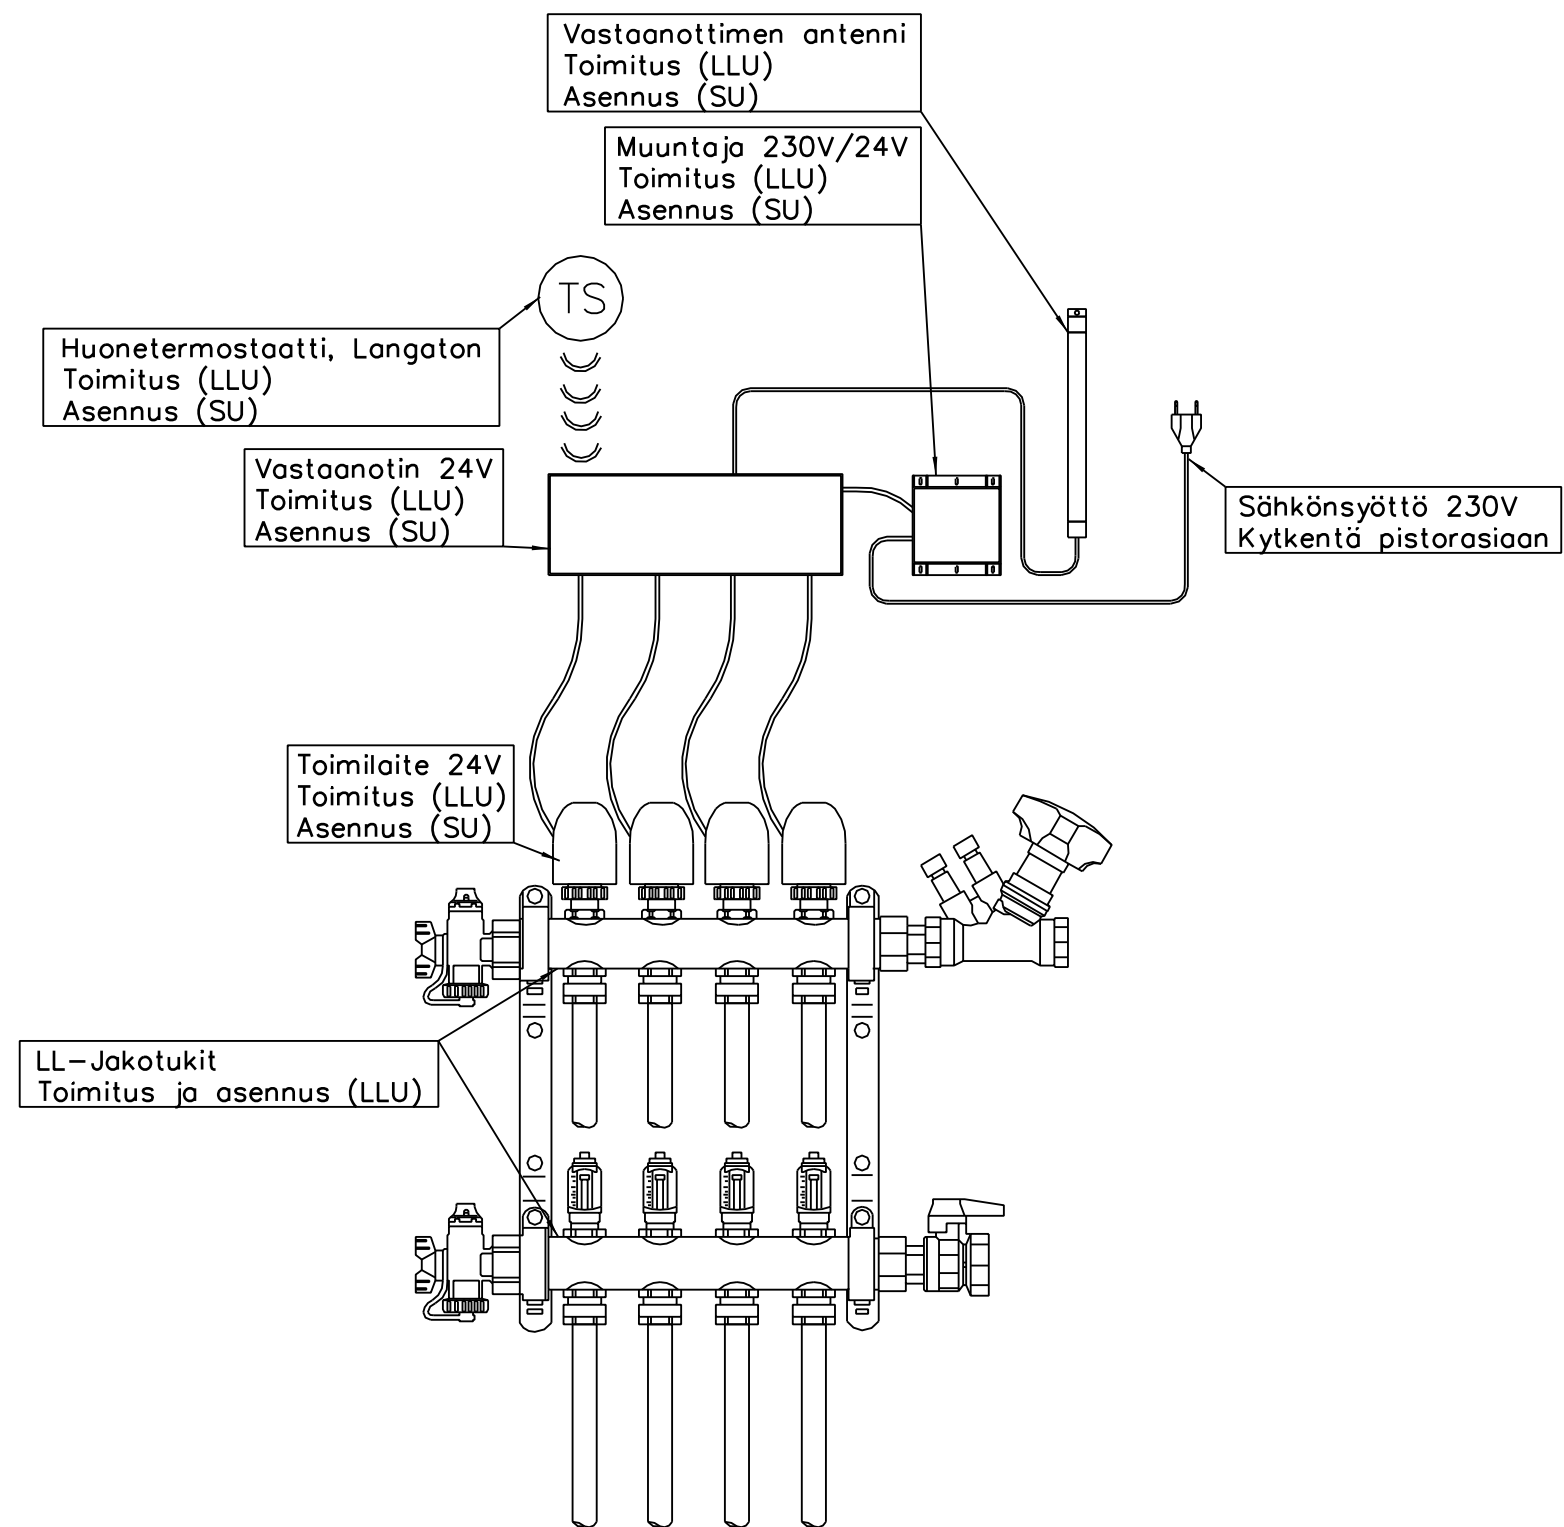 Vastaanottimen antenni
Toimitus (LLU)
Asennus (SU)
Muuntaja 230V/24V
Toimitus (LLU)
Asennus (SU)
TS
Huonetermostaatti, Langaton
Toimitus (LLU)
Asennus (SU)
Vastaanotin 24V
Toimitus (LLU)
Asennus (SU)
Sähkönsyöttö 230V
Kytkentä pistorasiaan
Toimilaite 24V
Toimitus (LLU)
Asennus (SU)
LL-Jakotukit
Toimitus ja asennus (LLU)